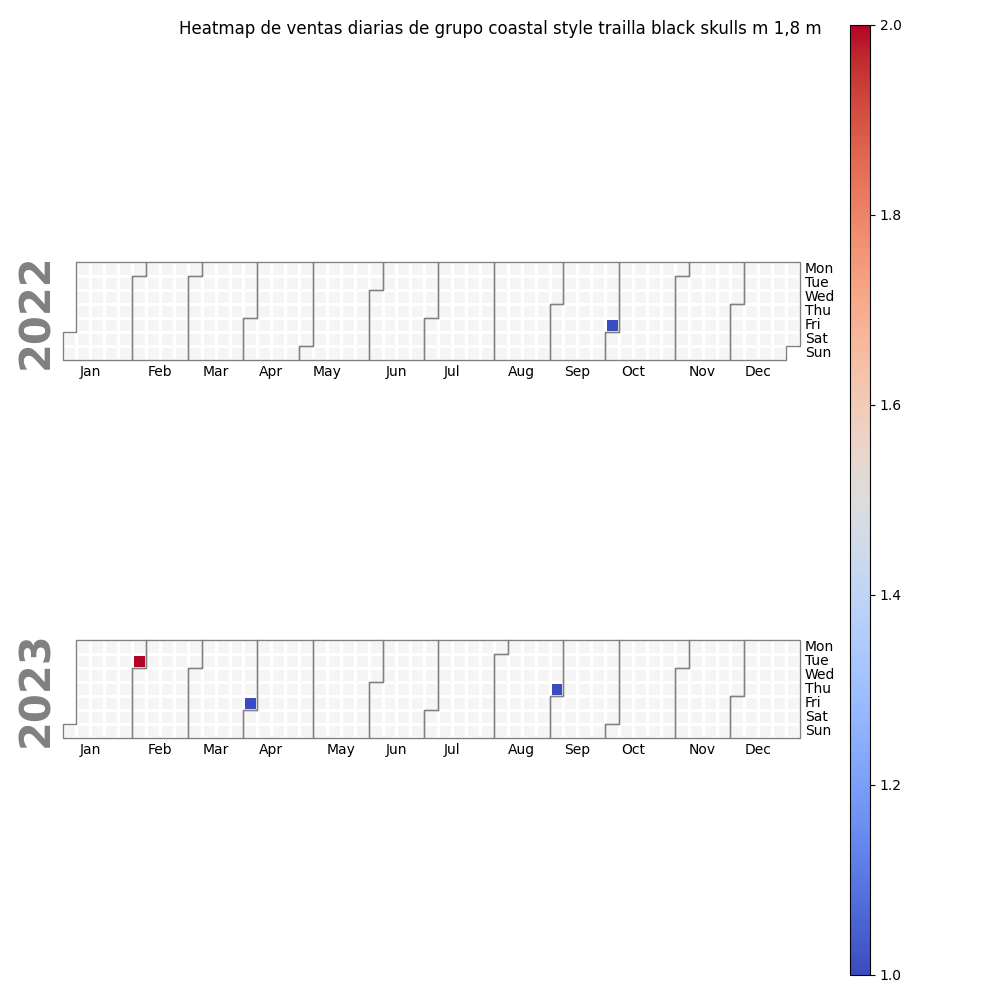 Heatmap de ventas diarias de grupo coastal style trailla black skulls m 1,8 m
2022
Mon
Tue
Wed
Thu
Fri
Sat
Sun
Jan Feb Mar Apr May Jun Jul Aug Sep Oct Nov Dec
2023
Mon
Tue
Wed
Thu
Fri
Sat
Sun
Jan Feb Mar Apr May Jun Jul Aug Sep Oct Nov Dec
2.0
1.8
1.6
1.4
1.2
1.0